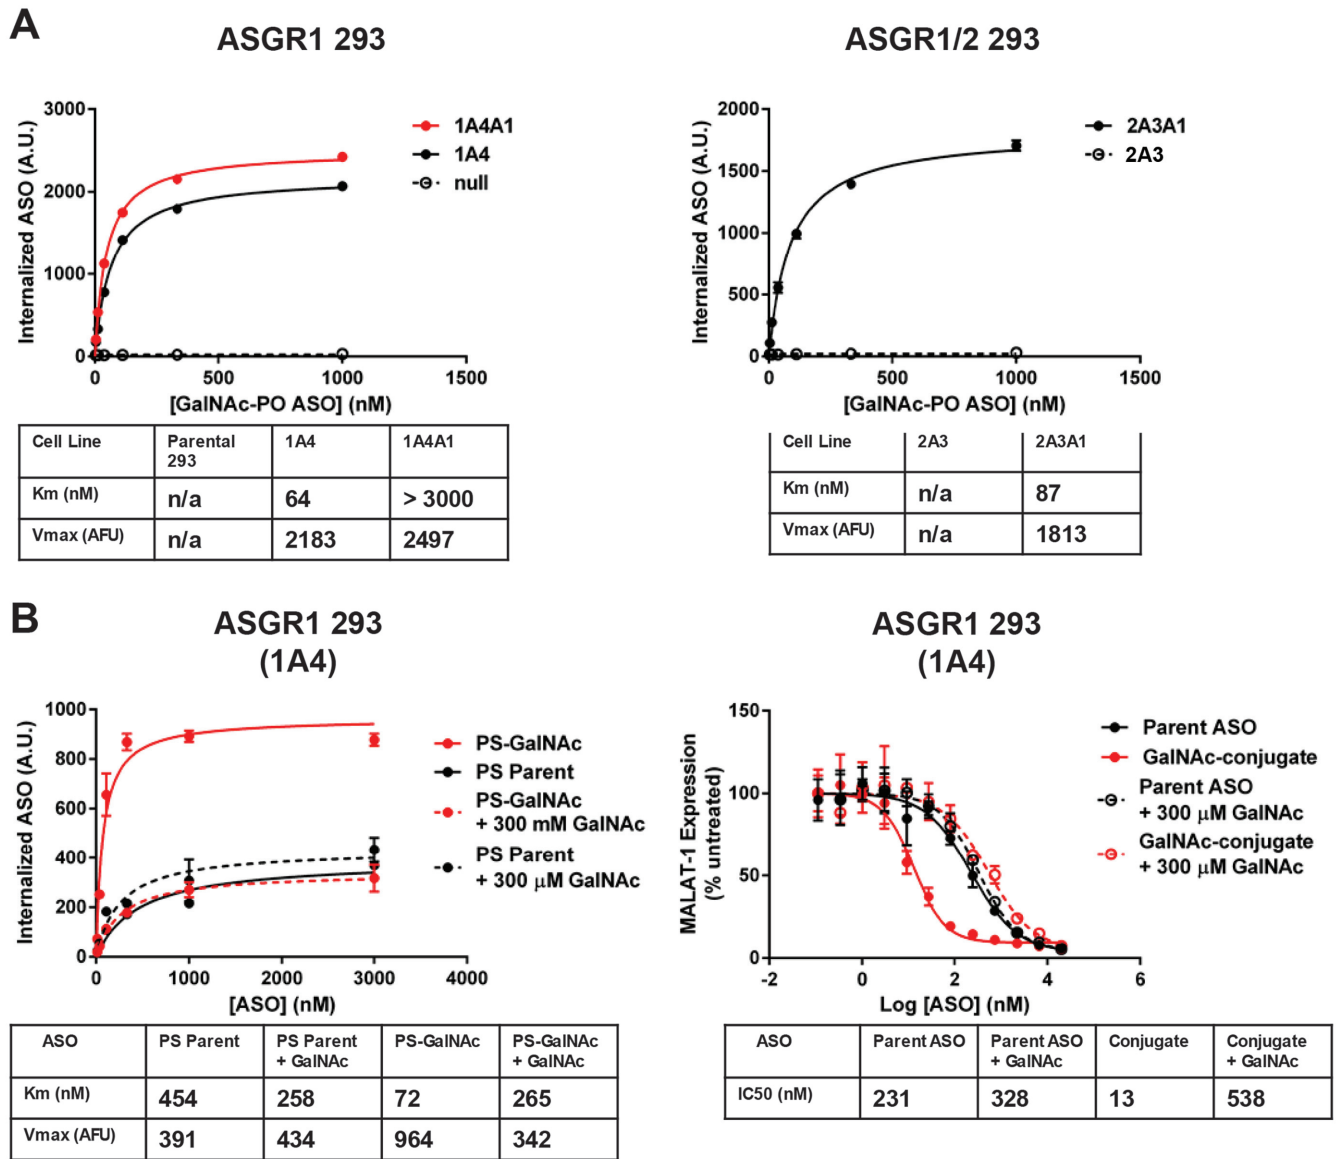 A
ASGR1 293
ASGR1/2 293
Internalized ASO (A.U.)
3000
2000
1000
0
0
500
1000
1500
[GalNAc-PO ASO] (nM)
1A4A1
1A4
null
Internalized ASO (A.U.)
2000
1500
1000
500
0
0
500
1000
1500
[GalNAc-PO ASO] (nM)
2A3A1
2A3
Cell Line
Parental
293
1A4
1A4A1
Km (nM)
n/a
64
> 3000
Vmax (AFU)
n/a
2183
2497
Cell Line
2A3
2A3A1
Km (nM)
n/a
87
Vmax (AFU)
n/a
1813
B
ASGR1 293
(1A4)
ASGR1 293
(1A4)
Internalized ASO (A.U.)
1000
800
600
400
200
0
0
1000
2000
3000
4000
[ASO] (nM)
PS-GalNAc
PS Parent
PS-GalNAc
+ 300 mM GalNAc
PS Parent
+ 300 μM GalNAc
MALAT-1 Expression
(% untreated)
150
100
50
0
-2
0
2
4
6
Log [ASO] (nM)
Parent ASO
GalNAc-conjugate
Parent ASO
+ 300 μM GalNAc
GalNAc-conjugate
+ 300 μM GalNAc
ASO
PS Parent
PS Parent
+ GalNAc
PS-GalNAc
PS-GalNAc
+ GalNAc
Km (nM)
454
258
72
265
Vmax (AFU)
391
434
964
342
ASO
Parent ASO
Parent ASO
+ GalNAc
Conjugate
Conjugate
+ GalNAc
IC50 (nM)
231
328
13
538